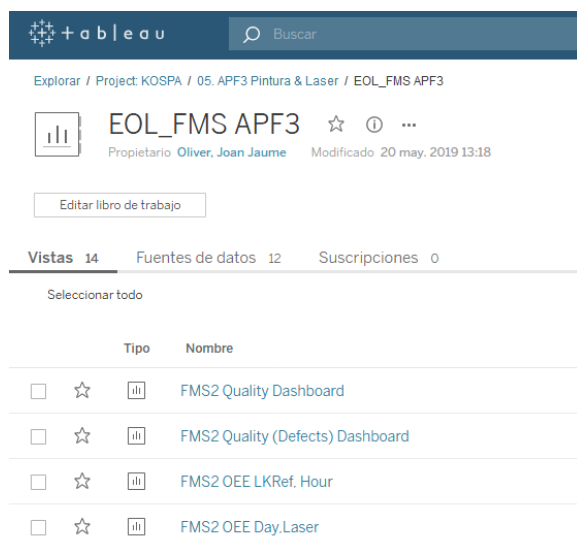 +ableau
Buscar
Explorar / Project: KOSPA / 05. APF3 Pintura & Laser / EOL_FMS APF3
EOL_FMS APF3
Propietario Oliver, Joan Jaume Modificado 20 may. 2019 13:18
Editar libro de trabajo
Vistas 14 Fuentes de datos 12 Suscripciones 0
Seleccionar todo
Tipo Nombre
FMS2 Quality Dashboard
FMS2 Quality (Defects) Dashboard
FMS2 OEE LKRef, Hour
FMS2 OEE Day,Laser